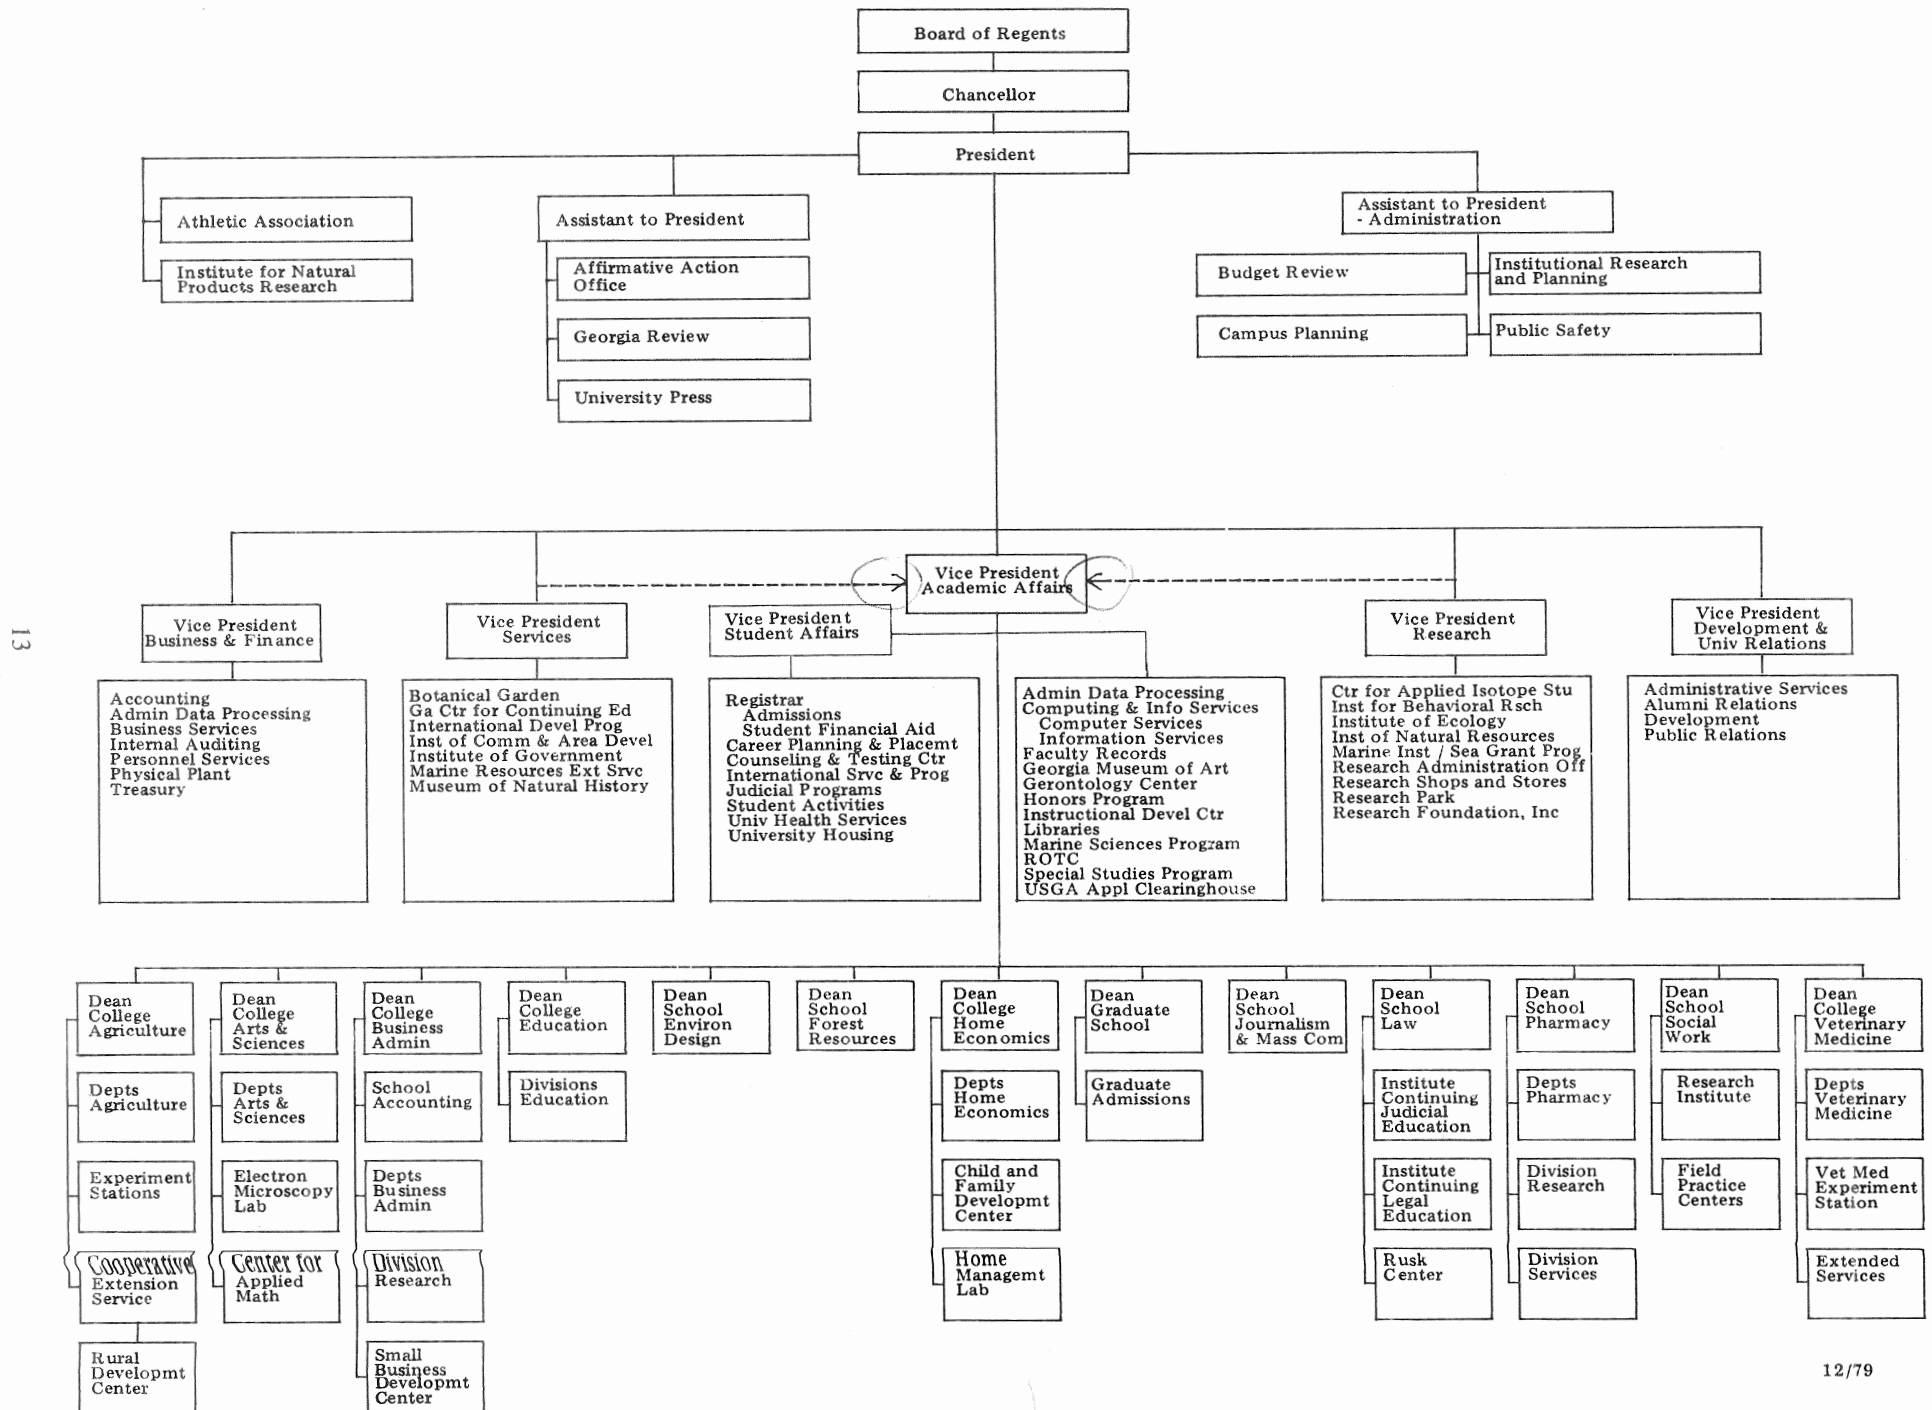 Board of Regents
Chancellor
President
Athletic Association
Institute for Natural
Products Research
Assistant to President
Affirmative Action
Office
Georgia Review
University Press
Assistant to President
- Administration
Budget Review
Institutional Research
and Planning
Campus Planning
Public Safety
Vice President
Academic Affairs
Vice President
Business & Finance
Vice President
Services
Vice President
Student Affairs
Vice President
Research
Vice President
Development &
Univ Relations
13
Accounting
Admin Data Processing
Business Services
Internal Auditing
Personnel Services
Physical Plant
Treasury
Botanical Garden
Ga Ctr for Continuing Ed
International Devel Prog
Inst of Comm & Area Devel
Institute of Government
Marine Resources Ext Srvc
Museum of Natural History
Registrar
Admissions
Student Financial Aid
Career Planning & Placemt
Counseling & Testing Ctr
International Srvc & Prog
Judicial Programs
Student Activities
Univ Health Services
University Housing
Admin Data Processing
Computing & Info Services
Computer Services
Information Services
Faculty Records
Georgia Museum of Art
Gerontology Center
Honors Program
Instructional Devel Ctr
Libraries
Marine Sciences Program
ROTC
Special Studies Program
USGA Appl Clearinghouse
Ctr for Applied Isotope Stu
Inst for Behavioral Rsch
Institute of Ecology
Inst of Natural Resources
Marine Inst / Sea Grant Prog
Research Administration Off
Research Shops and Stores
Research Park
Research Foundation, Inc
Administrative Services
Alumni Relations
Development
Public Relations
Dean
College
Agriculture
Depts
Agriculture
Experiment
Stations
Cooperative
Extension
Service
Rural
Developmt
Center
Dean
College
Arts &
Sciences
Depts
Arts &
Sciences
Electron
Microscopy
Lab
Center for
Applied
Math
Dean
College
Business
Admin
School
Accounting
Depts
Business
Admin
Division
Research
Small
Business
Developmt
Center
Dean
College
Education
Divisions
Education
Dean
School
Environ
Design
Dean
School
Forest
Resources
Dean
College
Home
Economics
Depts
Home
Economics
Child and
Family
Developmt
Center
Home
Managemt
Lab
Dean
Graduate
School
Graduate
Admissions
Dean
School
Journalism
& Mass Com
Dean
School
Law
Institute
Continuing
Judicial
Education
Institute
Continuing
Legal
Education
Rusk
Center
Dean
School
Pharmacy
Depts
Pharmacy
Division
Research
Division
Services
Dean
School
Social
Work
Research
Institute
Field
Practice
Centers
Dean
College
Veterinary
Medicine
Depts
Veterinary
Medicine
Vet Med
Experiment
Station
Extended
Services
12/79